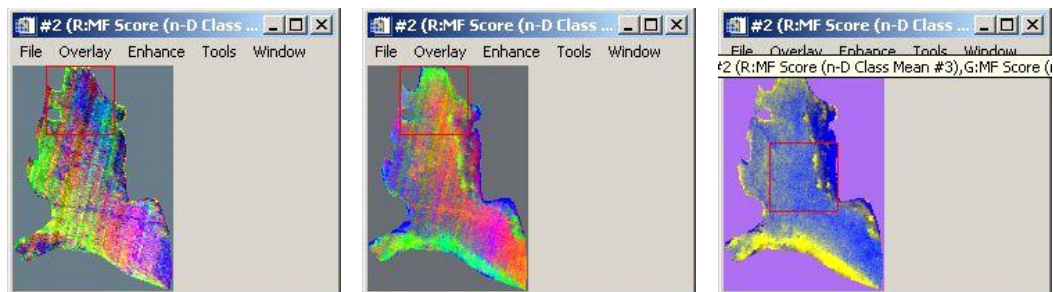 #2 (R:MF Score (n-D Class ...
File Overlay Enhance Tools Window
#2 (R:MF Score (n-D Class ...
File Overlay Enhance Tools Window
#2 (R:MF Score (n-D Class ...
File Overlay Enhance Tools Window
#2 (R:MF Score (n-D Class Mean #3),G:MF Score (